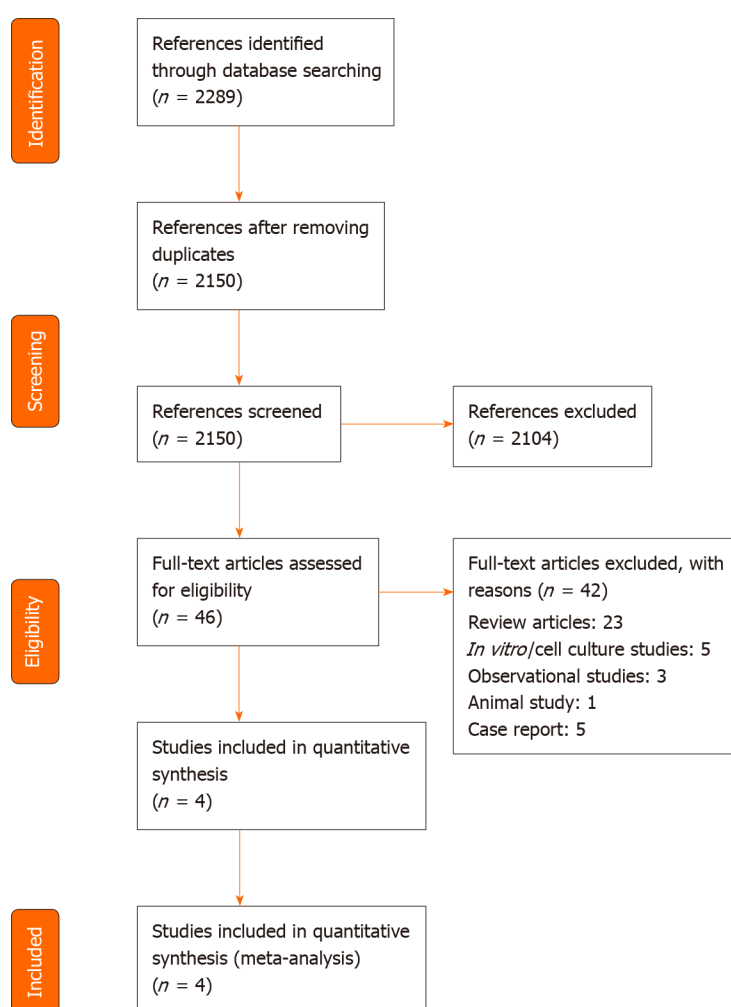 Identification
References identified
through database searching
(n = 2289)
References after removing
duplicates
(n = 2150)
Screening
References screened
(n = 2150)
References excluded
(n = 2104)
Eligibility
Full-text articles assessed
for eligibility
(n = 46)
Full-text articles excluded, with
reasons (n = 42)
Review articles: 23
In vitro/cell culture studies: 5
Observational studies: 3
Animal study: 1
Case report: 5
Studies included in quantitative
synthesis
(n = 4)
Included
Studies included in quantitative
synthesis (meta-analysis)
(n = 4)